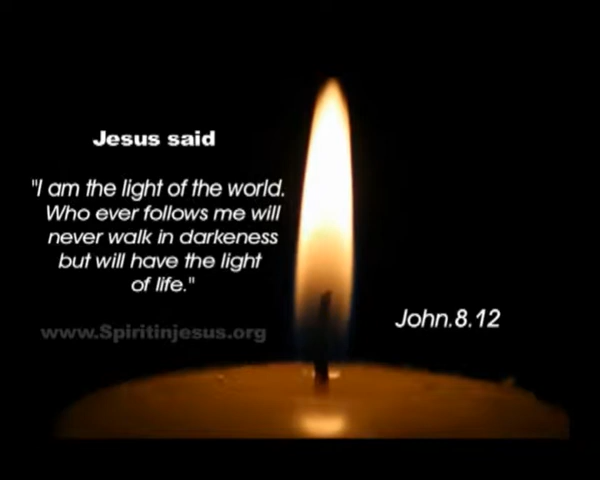 Jesus said
"I am the light of the world.
Who ever follows me will
never walk in darkeness
but will have the light
of life."
John.8.12
www.Spiritinjesus.org